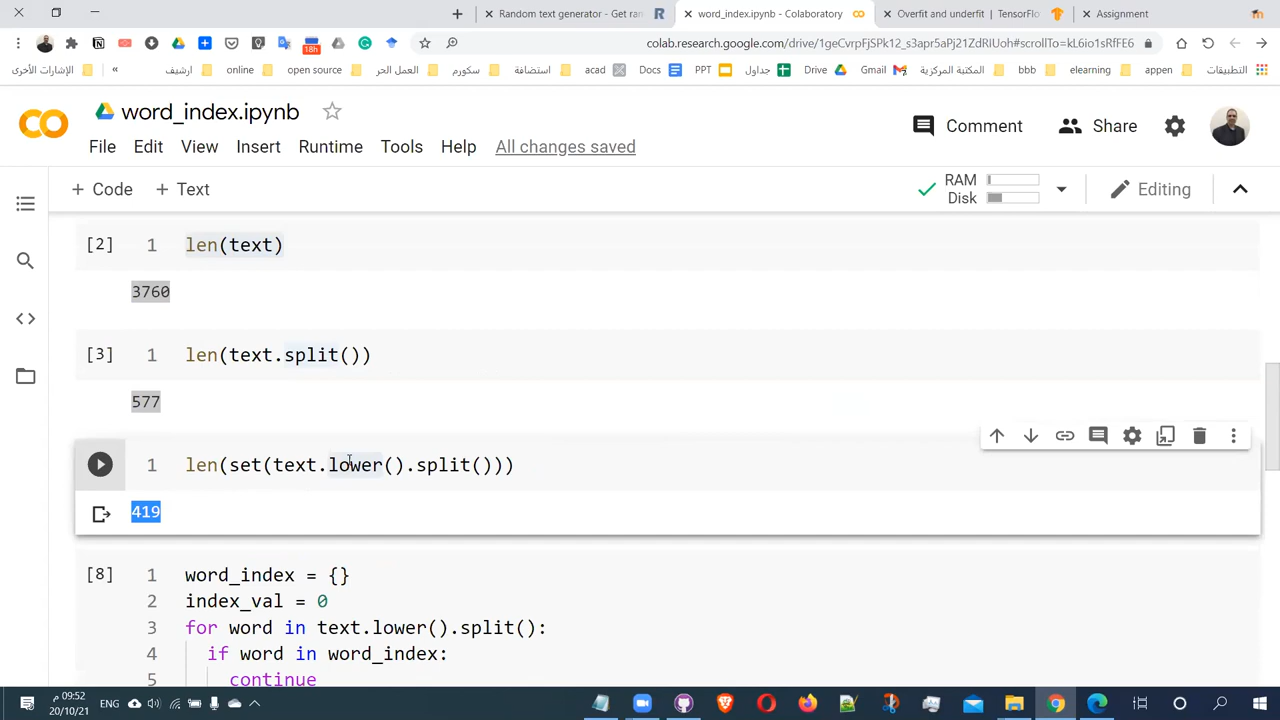 Random text generator - Get ran
word_index.ipynb - Colaboratory
Overfit and underfit | TensorFlo
Assignment
18h
colab.research.google.com/drive/1geCvrpFjSPk12_s3apr5aPj21ZdRIUoh#scrollTo=kL6io1sRfFE6
الإشارات الأخرى
»
ارشيف
online
open source
العمل الحر
سكورم
استضافة
acad
Docs
PPT
جداول
Drive
Gmail
المكتبة المركزية
bbb
elearning
appen
التطبيقات
word_index.ipynb
Comment
Share
File Edit View Insert Runtime Tools Help All changes saved
+ Code + Text
RAM
Disk
Editing
[2] 1 len(text)
3760
[3] 1 len(text.split())
577
1 len(set(text.lower().split()))
419
[8] 1 word_index = {}
2 index_val = 0
3 for word in text.lower().split():
4 if word in word_index:
5 continue
09:52 م
20/10/21
ENG